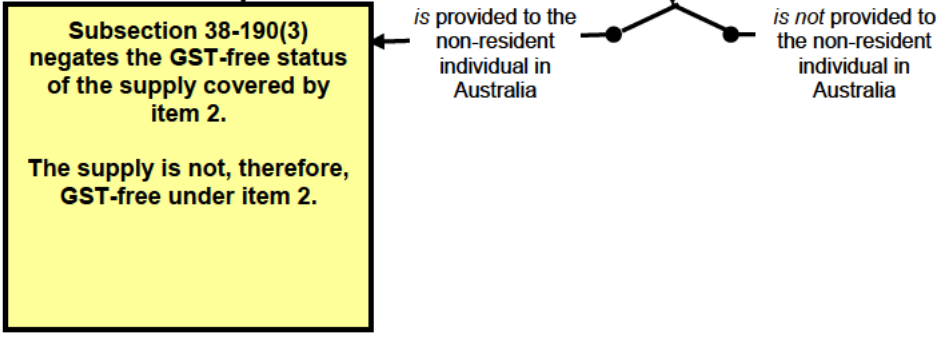 Subsection 38-190(3)
negates the GST-free status
of the supply covered by
item 2.
The supply is not, therefore,
GST-free under item 2.
is provided to the
non-resident
individual in
Australia
is not provided to
the non-resident
individual in
Australia